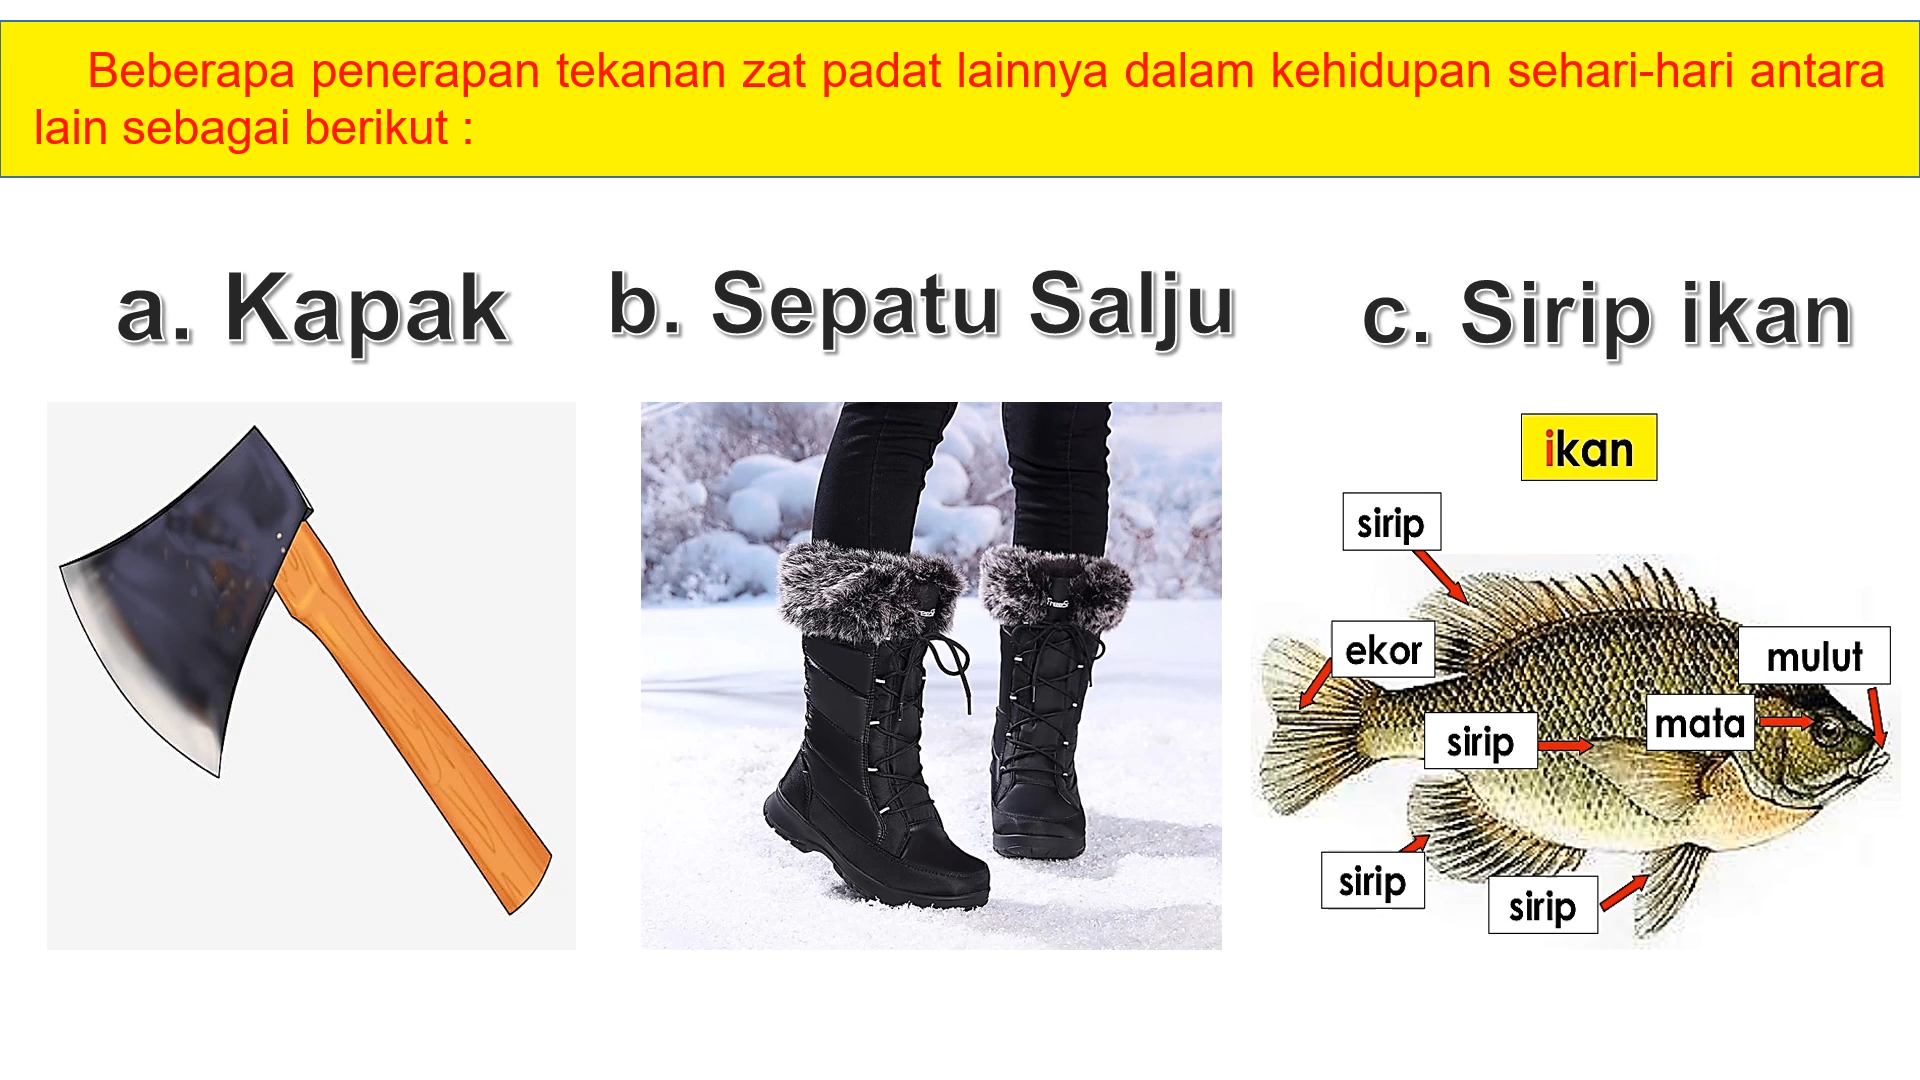 Beberapa penerapan tekanan zat padat lainnya dalam kehidupan sehari-hari antara
lain sebagai berikut :
a. Kapak
b. Sepatu Salju
c. Sirip ikan
ikan
sirip
ekor
mulut
mata
sirip
sirip
sirip